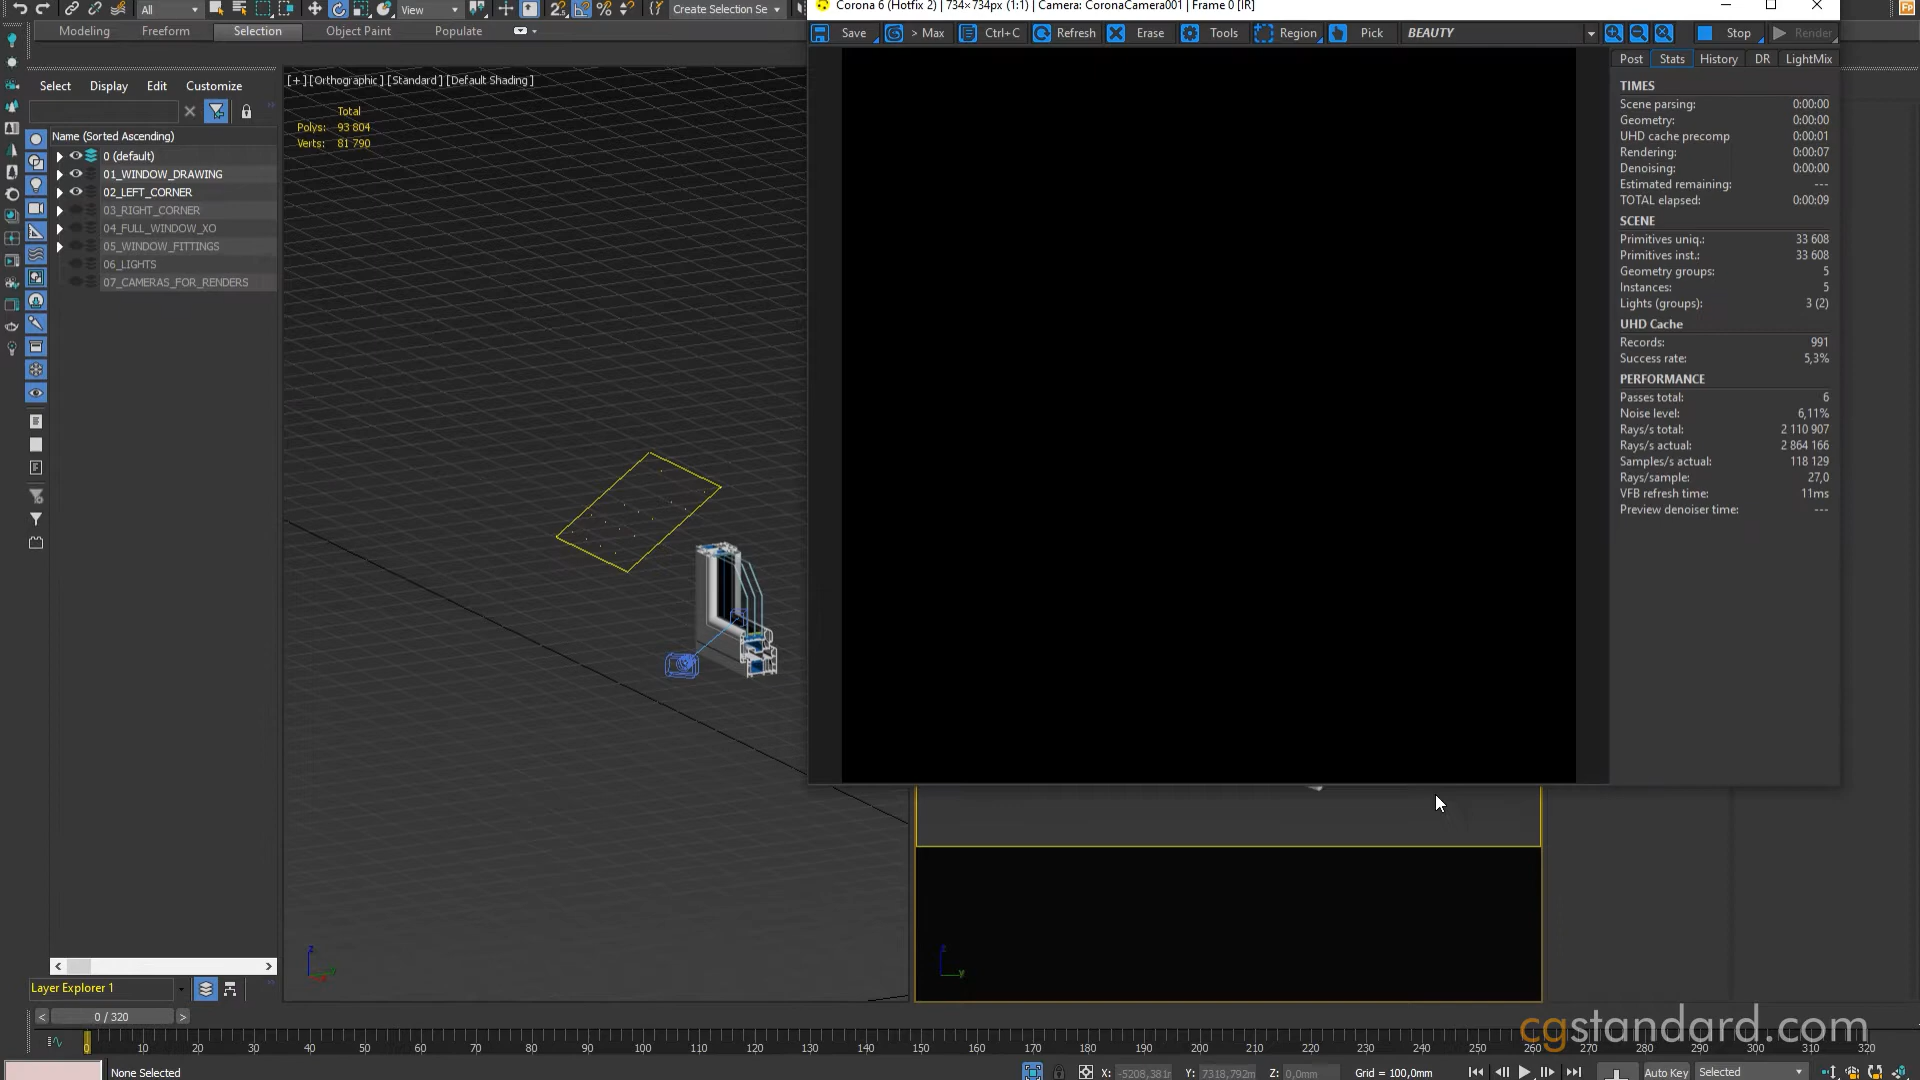 Corona 6 (Hotfix 2) | 734×734px (1:1) | Camera: CoronaCamera001 | Frame 0 [IR]
All
View
Create Selection Se
Save
> Max
Ctrl+C
Refresh
Erase
Tools
Region
Pick
BEAUTY
Stop
Render
Modeling
Freeform
Selection
Object Paint
Populate
Post
Stats
History
DR
LightMix
Select
Display
Edit
Customize
[+] [Orthographic ] [Standard ] [Default Shading ]
Total
Polys: 93 804
Verts: 81 790
Name (Sorted Ascending)
0 (default)
01_WINDOW_DRAWING
02_LEFT_CORNER
03_RIGHT_CORNER
04_FULL_WINDOW_XO
05_WINDOW_FITTINGS
06_LIGHTS
07_CAMERAS_FOR_RENDERS
TIMES
Scene parsing: 0:00:00
Geometry: 0:00:00
UHD cache precomp 0:00:01
Rendering: 0:00:07
Denoising: 0:00:00
Estimated remaining: ---
TOTAL elapsed: 0:00:09
SCENE
Primitives uniq.: 33 608
Primitives inst.: 33 608
Geometry groups: 5
Instances: 5
Lights (groups): 3 (2)
UHD Cache
Records: 991
Success rate: 5,3%
PERFORMANCE
Passes total: 6
Noise level: 6,11%
Rays/s total: 2 110 907
Rays/s actual: 2 864 166
Samples/s actual: 118 129
Rays/sample: 27,0
VFB refresh time: 11ms
Preview denoiser time: ---
z
y
z
y
Layer Explorer 1
< 0 / 320 >
cgstandard.com
0 10 20 30 40 50 60 70 80 90 100 110 120 130 140 150 160 170 180 190 200 210 220 230 240 250 260 270 280 290 300 310 320
None Selected
X: -5208,381
Y: 7318,792m
Z: 0,0mm
Grid = 100,0mm
Auto Key
Selected